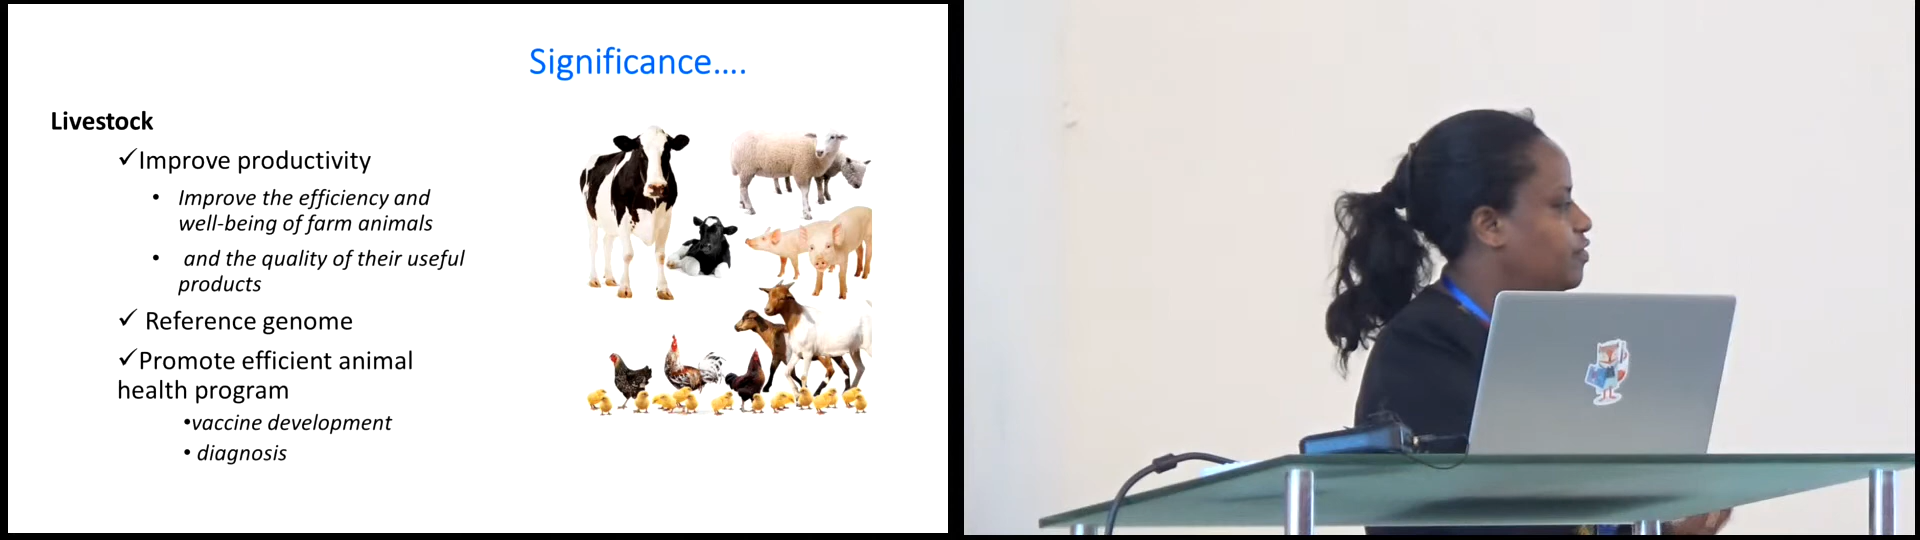 Significance....
Livestock
✓Improve productivity
• Improve the efficiency and
well-being of farm animals
• and the quality of their useful
products
✓ Reference genome
✓Promote efficient animal
health program
•vaccine development
• diagnosis